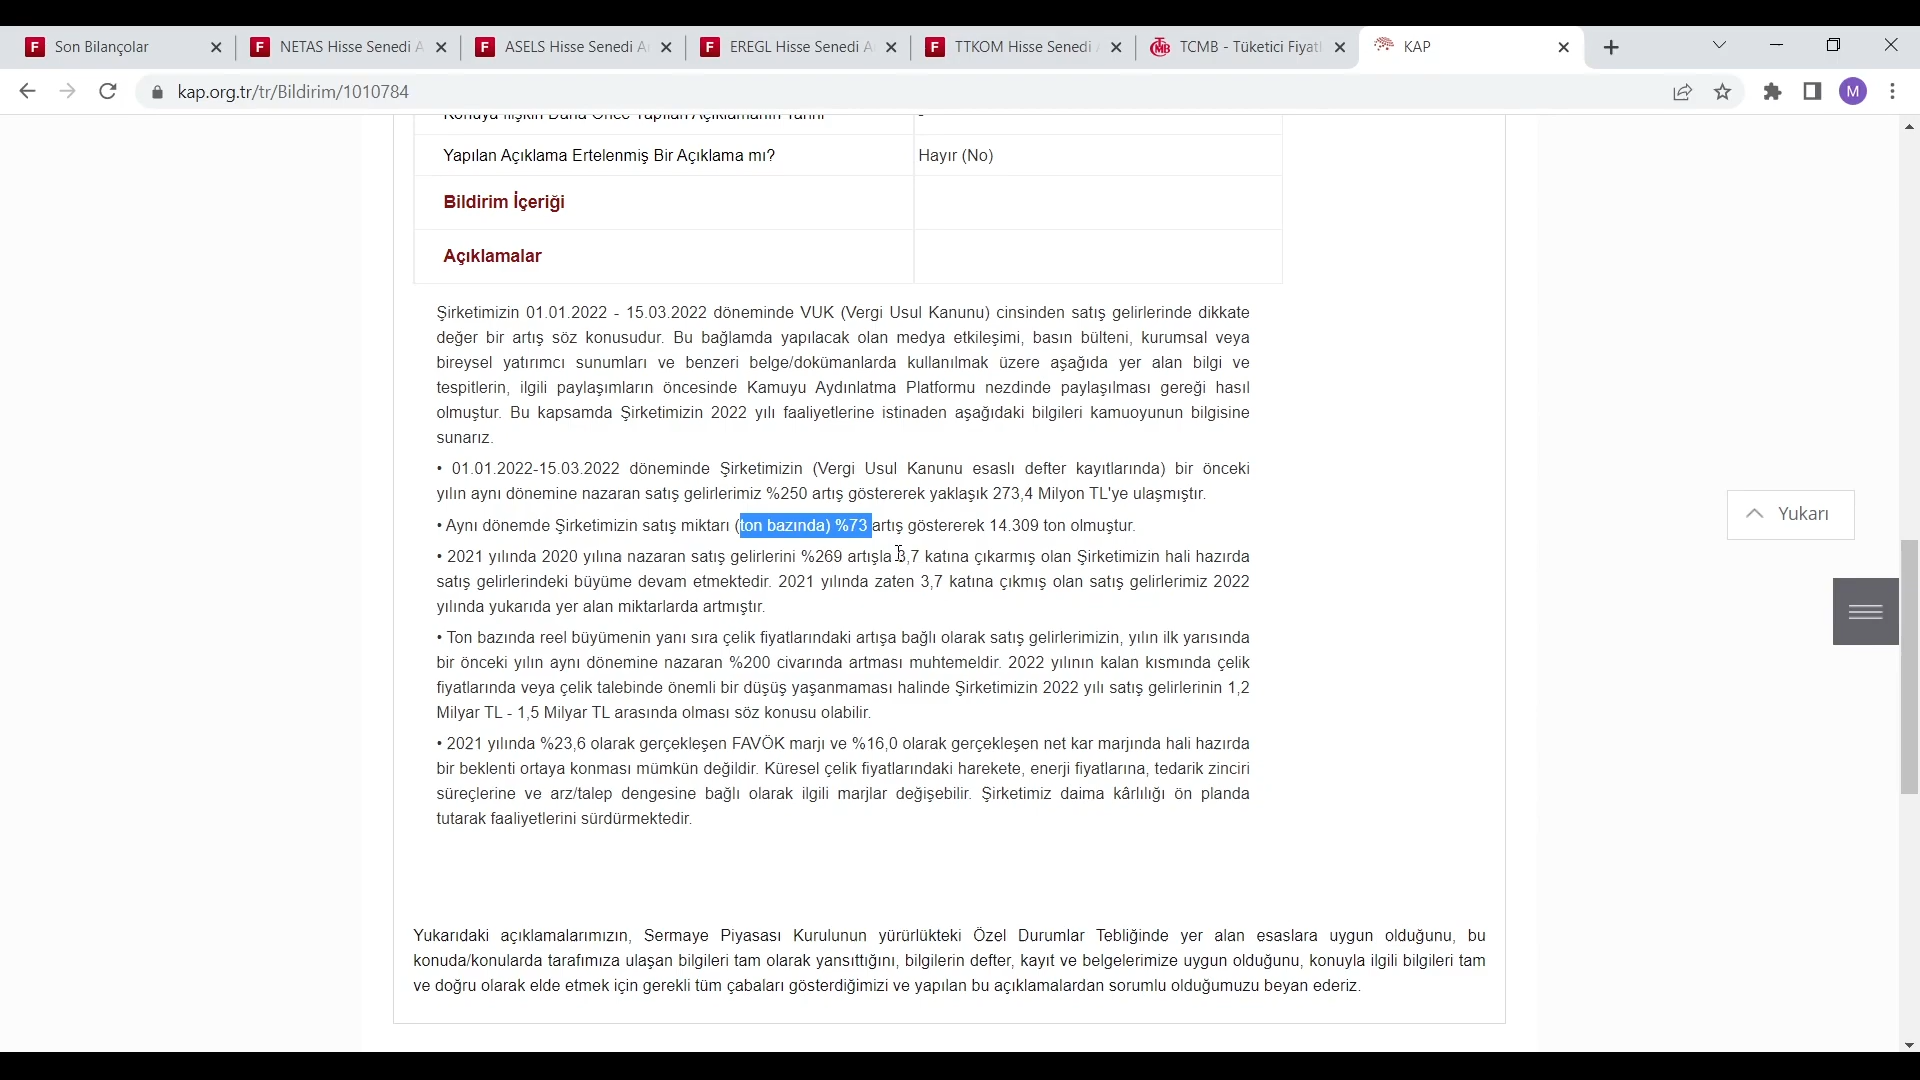 Son Bilançolar
NETAS Hisse Senedi A
ASELS Hisse Senedi A
EREGL Hisse Senedi A
TTKOM Hisse Senedi A
TCMB - Tüketici Fiyatl
KAP
kap.org.tr/tr/Bildirim/1010784
M
Konuya İlişkin Daha Önce Yapılan Açıklamanın Tarihi
-
Yapılan Açıklama Ertelenmiş Bir Açıklama mı?
Hayır (No)
Bildirim İçeriği
Açıklamalar
Şirketimizin 01.01.2022 - 15.03.2022 döneminde VUK (Vergi Usul Kanunu) cinsinden satış gelirlerinde dikkate
değer bir artış söz konusudur. Bu bağlamda yapılacak olan medya etkileşimi, basın bülteni, kurumsal veya
bireysel yatırımcı sunumları ve benzeri belge/dokümanlarda kullanılmak üzere aşağıda yer alan bilgi ve
tespitlerin, ilgili paylaşımların öncesinde Kamuyu Aydınlatma Platformu nezdinde paylaşılması gereği hasıl
olmuştur. Bu kapsamda Şirketimizin 2022 yılı faaliyetlerine istinaden aşağıdaki bilgileri kamuoyunun bilgisine
sunarız.
• 01.01.2022-15.03.2022 döneminde Şirketimizin (Vergi Usul Kanunu esaslı defter kayıtlarında) bir önceki
yılın aynı dönemine nazaran satış gelirlerimiz %250 artış göstererek yaklaşık 273,4 Milyon TL'ye ulaşmıştır.
• Aynı dönemde Şirketimizin satış miktarı (ton bazında) %73 artış göstererek 14.309 ton olmuştur.
• 2021 yılında 2020 yılına nazaran satış gelirlerini %269 artışla 3,7 katına çıkarmış olan Şirketimizin hali hazırda
satış gelirlerindeki büyüme devam etmektedir. 2021 yılında zaten 3,7 katına çıkmış olan satış gelirlerimiz 2022
yılında yukarıda yer alan miktarlarda artmıştır.
• Ton bazında reel büyümenin yanı sıra çelik fiyatlarındaki artışa bağlı olarak satış gelirlerimizin, yılın ilk yarısında
bir önceki yılın aynı dönemine nazaran %200 civarında artması muhtemeldir. 2022 yılının kalan kısmında çelik
fiyatlarında veya çelik talebinde önemli bir düşüş yaşanmaması halinde Şirketimizin 2022 yılı satış gelirlerinin 1,2
Milyar TL - 1,5 Milyar TL arasında olması söz konusu olabilir.
• 2021 yılında %23,6 olarak gerçekleşen FAVÖK marjı ve %16,0 olarak gerçekleşen net kar marjında hali hazırda
bir beklenti ortaya konması mümkün değildir. Küresel çelik fiyatlarındaki harekete, enerji fiyatlarına, tedarik zinciri
süreçlerine ve arz/talep dengesine bağlı olarak ilgili marjlar değişebilir. Şirketimiz daima kârlılığı ön planda
tutarak faaliyetlerini sürdürmektedir.
Yukarı
Yukarıdaki açıklamalarımızın, Sermaye Piyasası Kurulunun yürürlükteki Özel Durumlar Tebliğinde yer alan esaslara uygun olduğunu, bu
konuda/konularda tarafımıza ulaşan bilgileri tam olarak yansıttığını, bilgilerin defter, kayıt ve belgelerimize uygun olduğunu, konuyla ilgili bilgileri tam
ve doğru olarak elde etmek için gerekli tüm çabaları gösterdiğimizi ve yapılan bu açıklamalardan sorumlu olduğumuzu beyan ederiz.